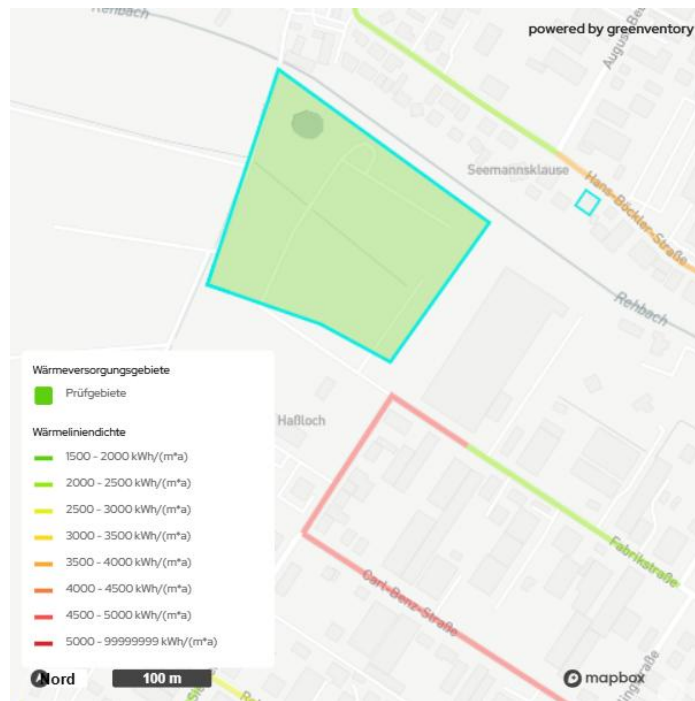 Rehbach
powered by greenventory
Seemannsklause
Hans-Böckler-Straße
Rehbach
Wärmeversorgungsgebiete
Prüfgebiete
Haßloch
Wärmeliniendichte
1500 - 2000 kWh/(m*a)
2000 - 2500 kWh/(m*a)
2500 - 3000 kWh/(m*a)
3000 - 3500 kWh/(m*a)
3500 - 4000 kWh/(m*a)
4000 - 4500 kWh/(m*a)
4500 - 5000 kWh/(m*a)
5000 - 99999999 kWh/(m*a)
Fabrikstraße
Carl-Benz-Straße
Nord
100 m
mapbox